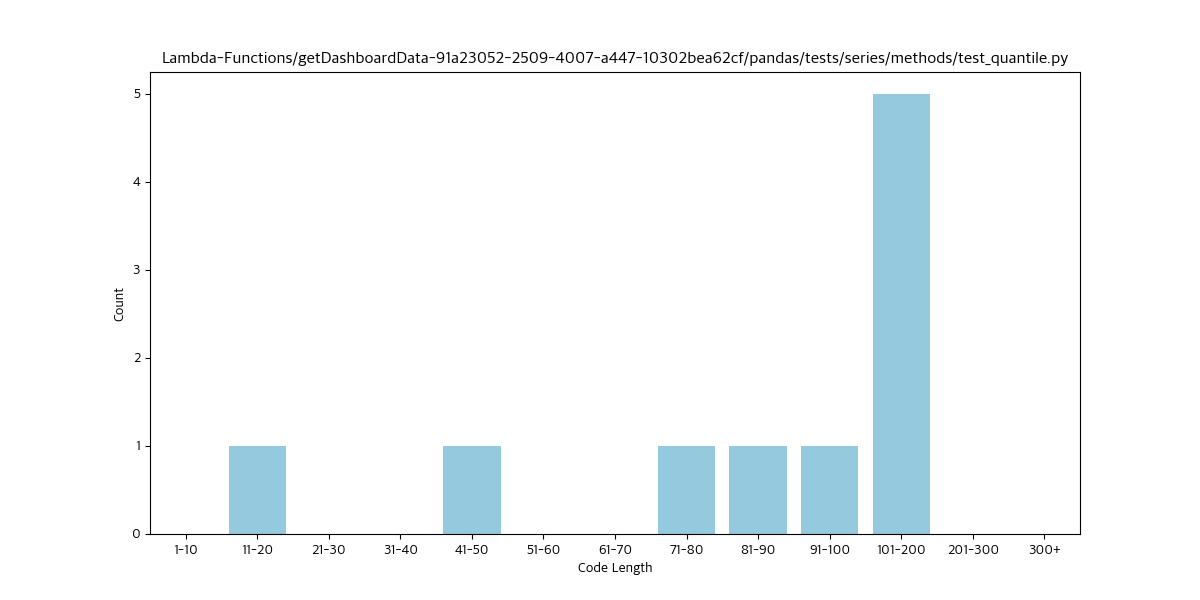 Lambda-Functions/getDashboardData-91a23052-2509-4007-a447-10302bea62cf/pandas/tests/series/methods/test_quantile.py
5
4
3
2
1
0
Count
1-10 11-20 21-30 31-40 41-50 51-60 61-70 71-80 81-90 91-100 101-200 201-300 300+
Code Length